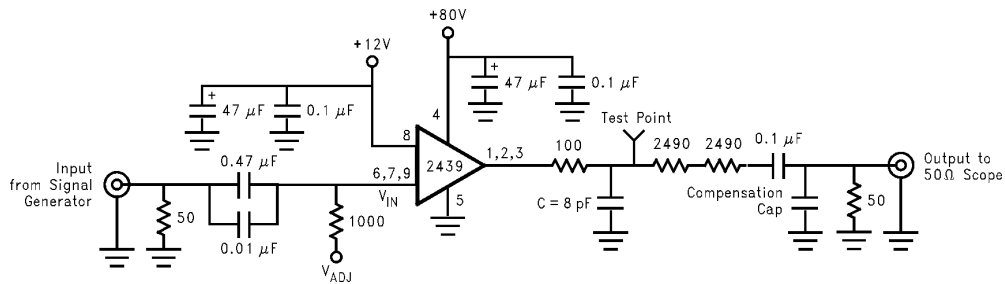 +80V
+12V
+
47 μF
0.1 μF
+
47 μF
0.1 μF
4
8
2439
1,2,3
6,7,9
V_IN
5
Test Point
100
2490
2490
0.1 μF
C = 8 pF
Compensation
Cap
50
Output to
50Ω Scope
Input
from Signal
Generator
0.47 μF
50
0.01 μF
1000
V_ADJ